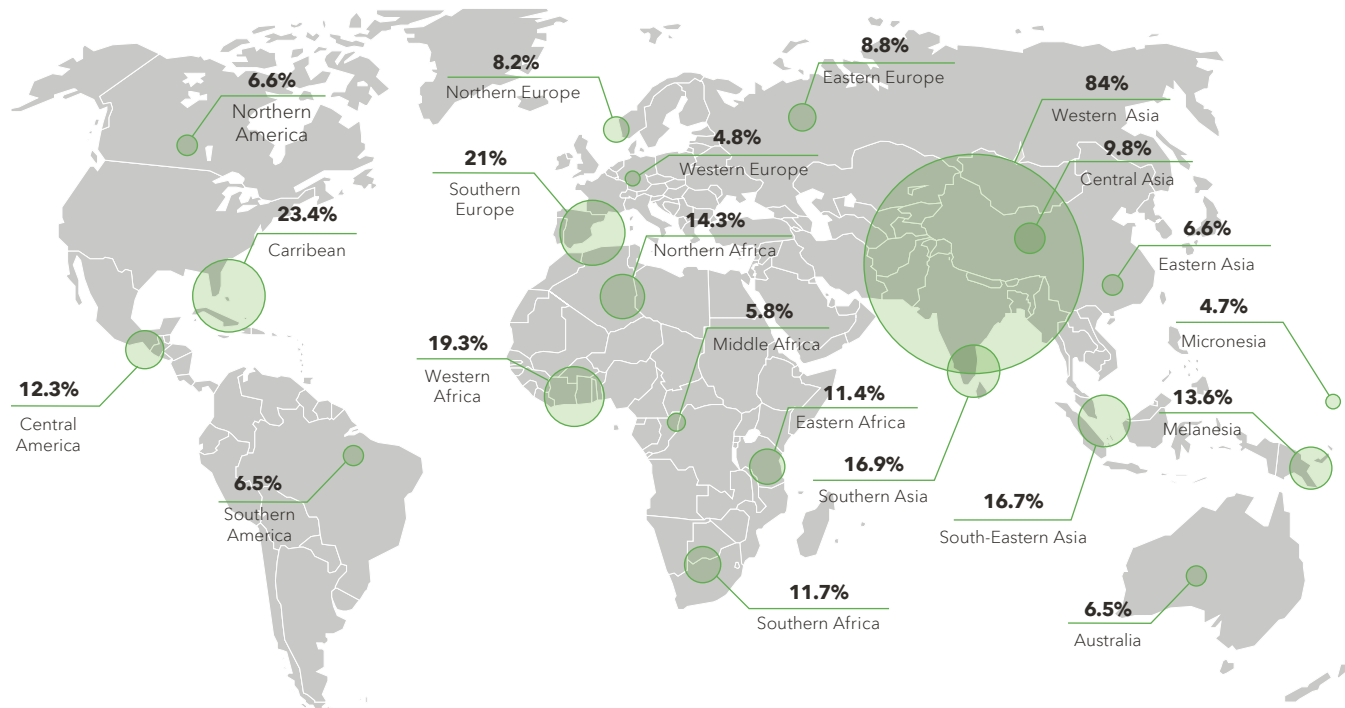 8.8%
Eastern Europe
8.2%
Northern Europe
6.6%
Northern
America
84%
Western Asia
4.8%
Western Europe
9.8%
Central Asia
21%
Southern
Europe
23.4%
Carribean
14.3%
Northern Africa
6.6%
Eastern Asia
5.8%
Middle Africa
4.7%
Micronesia
19.3%
Western
Africa
12.3%
Central
America
11.4%
Eastern Africa
13.6%
Melanesia
16.9%
Southern Asia
6.5%
Southern
America
16.7%
South-Eastern Asia
11.7%
Southern Africa
6.5%
Australia